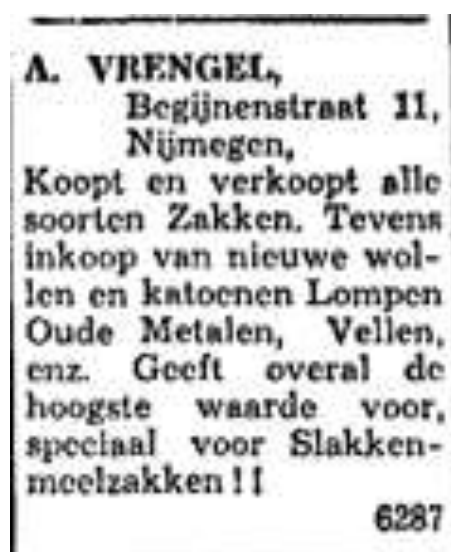 A. VRENGEL,
Begijnenstraat 11,
Nijmegen,
Koopt en verkoopt alle
soorten Zakken. Tevens
inkoop van nieuwe wol-
len en katoenen Lompen
Oude Metalen, Vellen,
enz. Geeft overal de
hoogste waarde voor,
speciaal voor Slakken-
meelzakken!!
6287